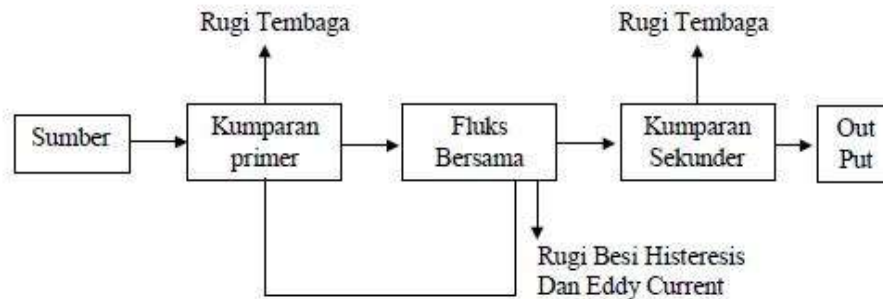 Rugi Tembaga
Rugi Tembaga
Sumber
Kumparan
primer
Fluks
Bersama
Kumparan
Sekunder
Out
Put
Rugi Besi Histeresis
Dan Eddy Current